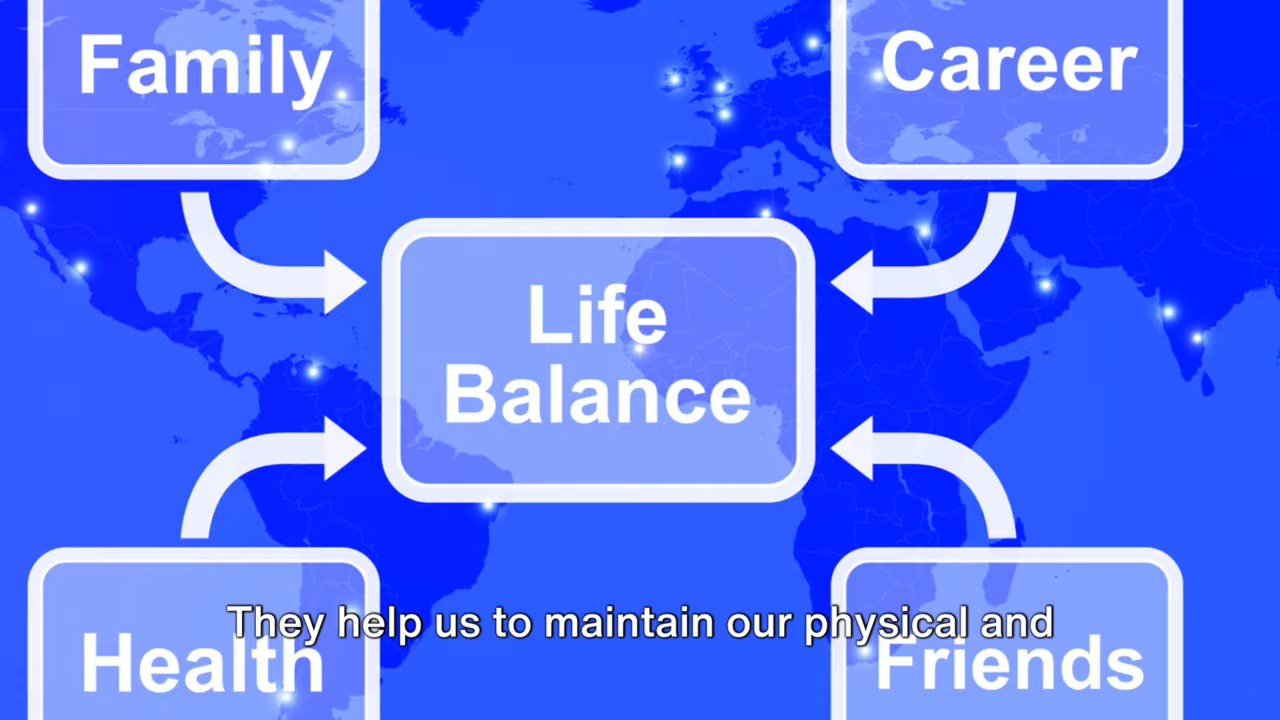 Family
Career
Life
Balance
They help us to maintain our physical and
Health
Friends